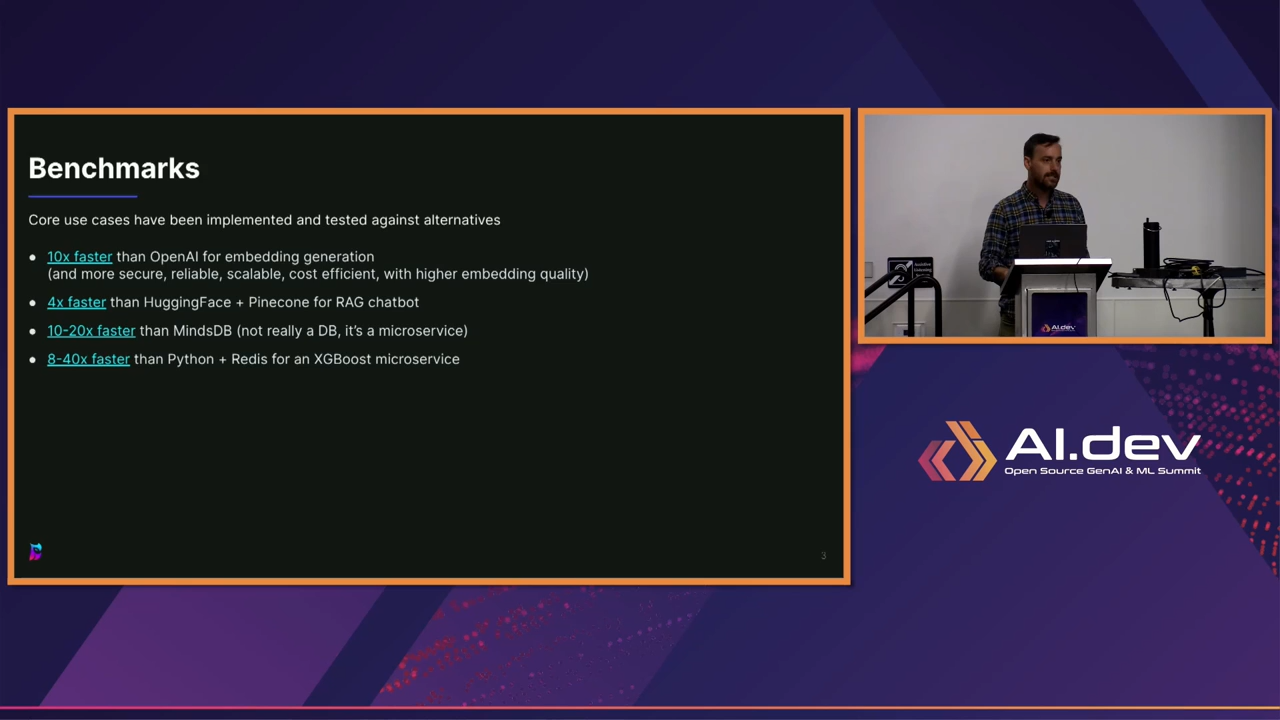 Benchmarks
Core use cases have been implemented and tested against alternatives
● 10x faster than OpenAI for embedding generation
(and more secure, reliable, scalable, cost efficient, with higher embedding quality)
● 4x faster than HuggingFace + Pinecone for RAG chatbot
● 10-20x faster than MindsDB (not really a DB, it’s a microservice)
● 8-40x faster than Python + Redis for an XGBoost microservice
3
AI.dev
AI.dev
Open Source GenAI & ML Summit